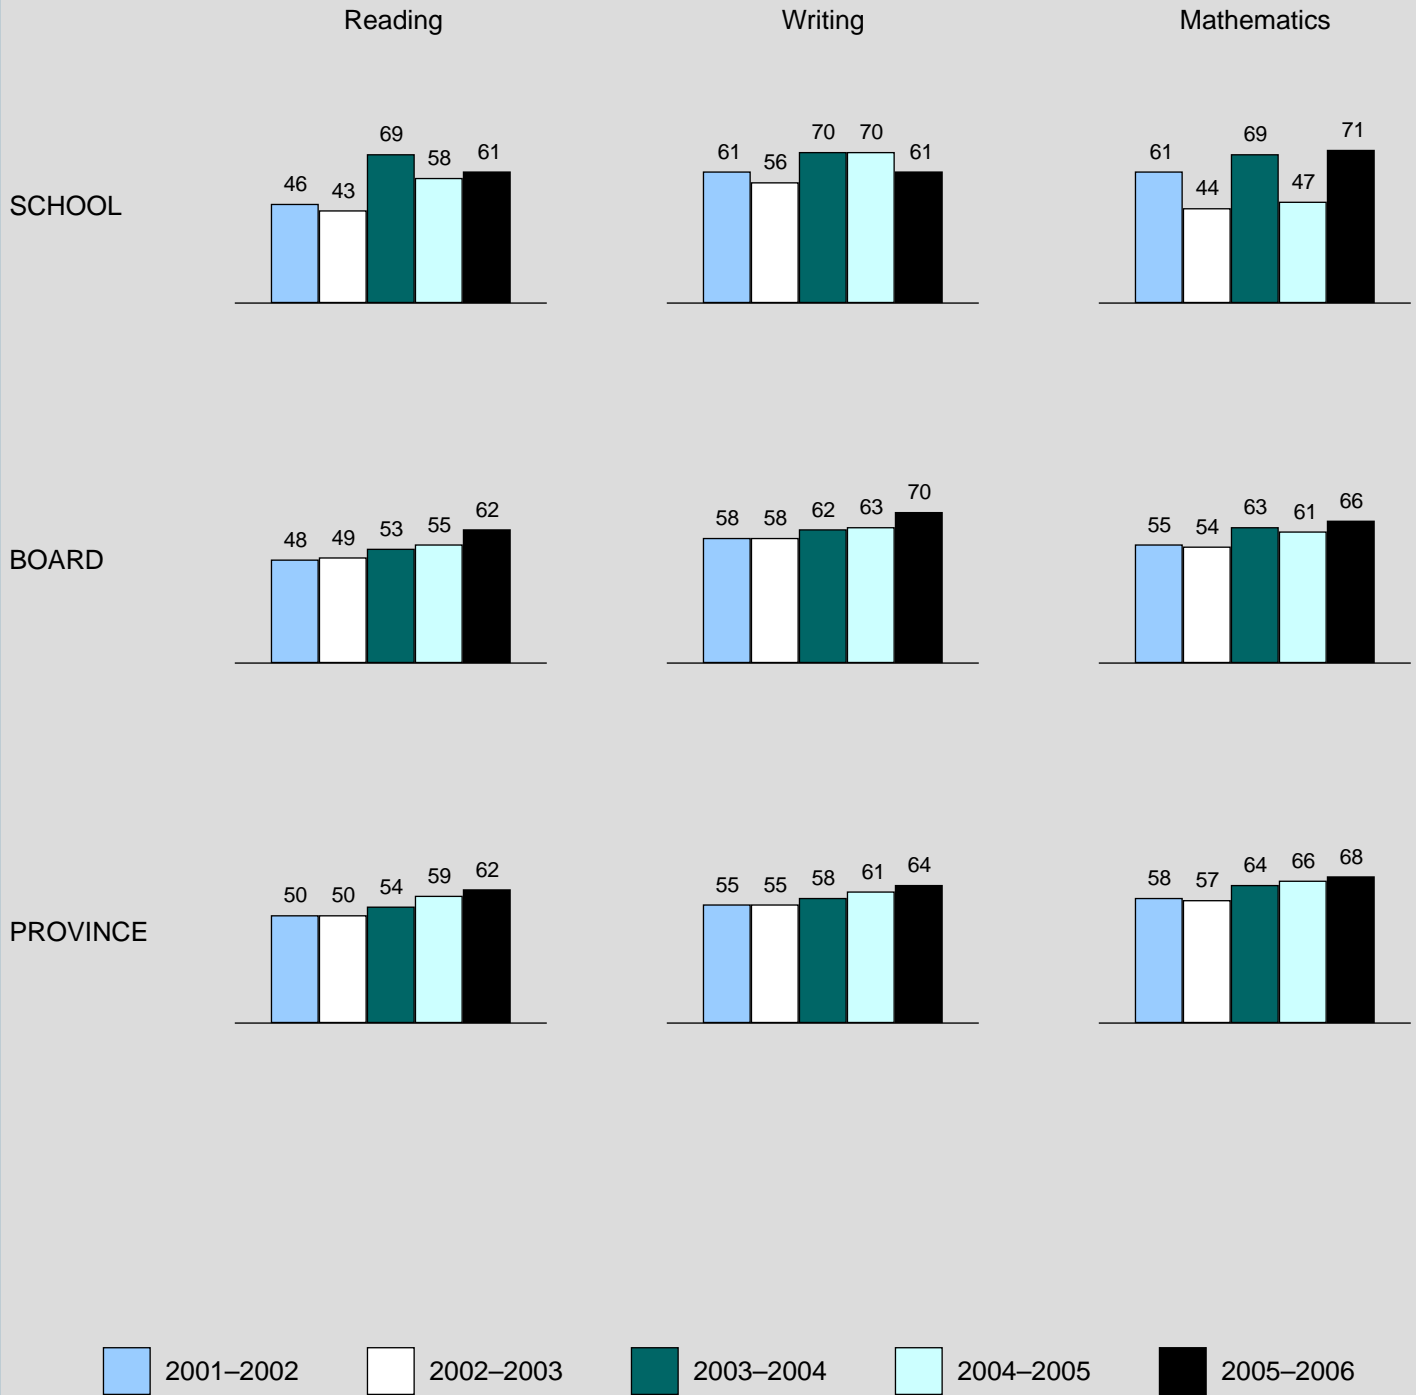 Reading Writing Mathematics
SCHOOL
46 43 69 58 61
61 56 70 70 61
61 44 69 47 71
BOARD
48 49 53 55 62
58 58 62 63 70
55 54 63 61 66
PROVINCE
50 50 54 59 62
55 55 58 61 64
58 57 64 66 68
2001–2002 2002–2003 2003–2004 2004–2005 2005–2006